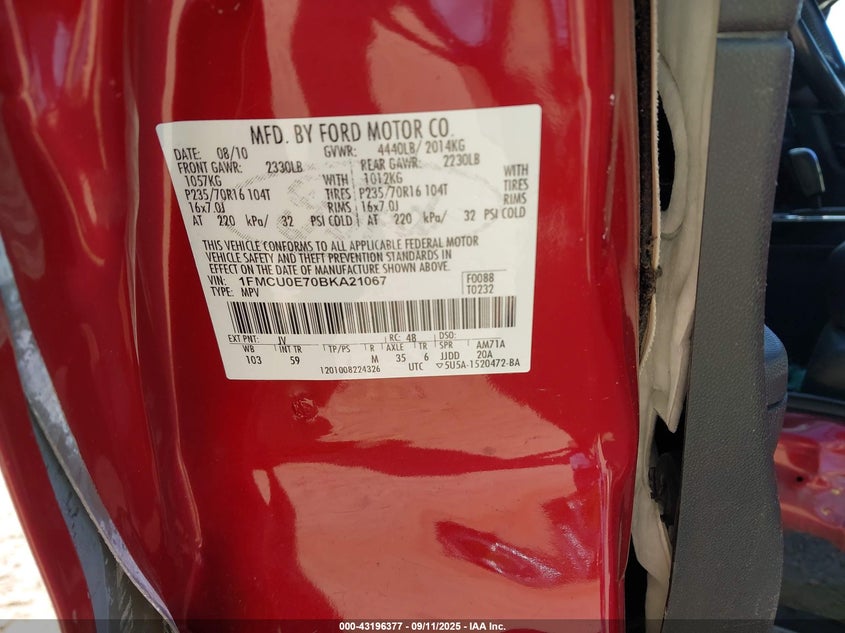 MFD. BY FORD MOTOR CO.
DATE: 08/10 GVWR: 4440LB/ 2014KG
FRONT GAWR: 2330LB REAR GAWR: 2230LB
1057KG WITH 1012KG WITH
P235/70R16 104T TIRES P235/70R16 104T TIRES
16x7.0J RIMS 16x7.0J RIMS
AT 220 kPa/ 32 PSI COLD AT 220 kPa/ 32 PSI COLD
THIS VEHICLE CONFORMS TO ALL APPLICABLE FEDERAL MOTOR
VEHICLE SAFETY AND THEFT PREVENTION STANDARDS IN
EFFECT ON THE DATE OF MANUFACTURE SHOWN ABOVE.
VIN: 1FMCU0E70BKA21067 F0088
TYPE: MPV T0232
EXT PNT: JV RC: 48 DSO:
WB INT TR TP/PS R AXLE TR SPR AM71A
103 59 M 35 6 JJDD 20A
1201008224326 UTC ▽5U5A-1520472-BA
000-43196377 - 09/11/2025 - IAA Inc.